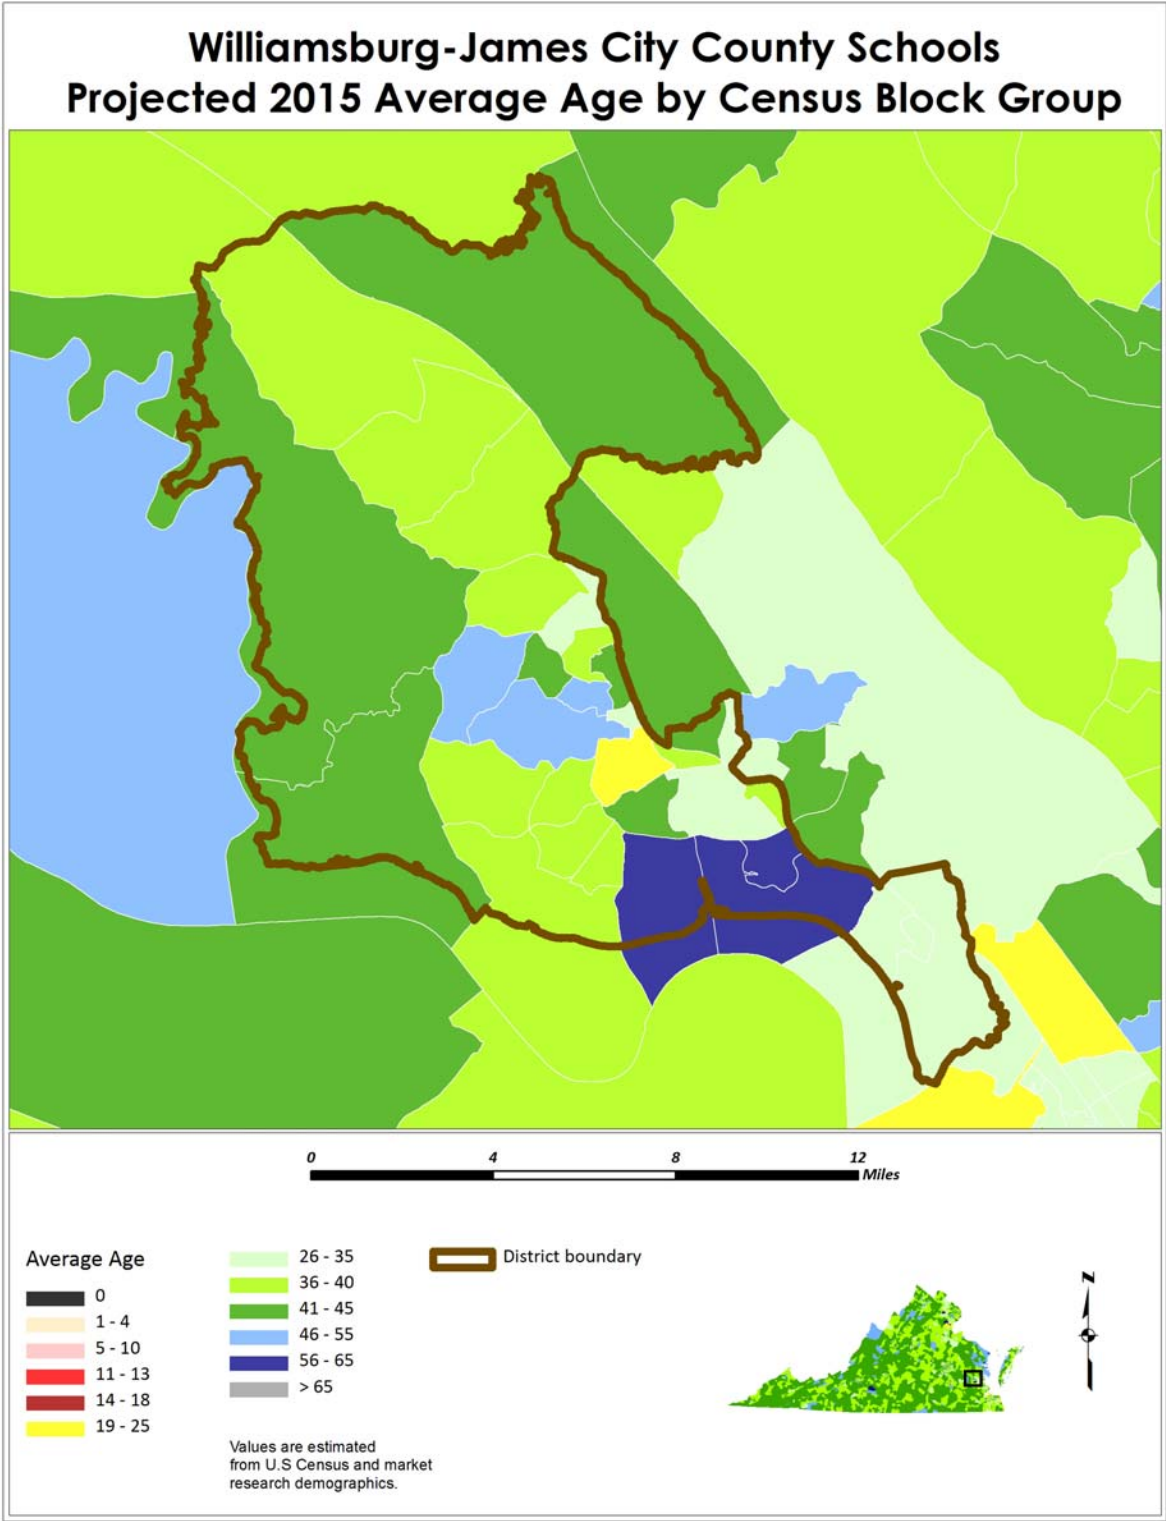 Williamsburg-James City County Schools
Projected 2015 Average Age by Census Block Group
0 4 8 12
Miles
Average Age
0
1 - 4
5 - 10
11 - 13
14 - 18
19 - 25
26 - 35
36 - 40
41 - 45
46 - 55
56 - 65
> 65
Values are estimated
from U.S Census and market
research demographics.
District boundary
N